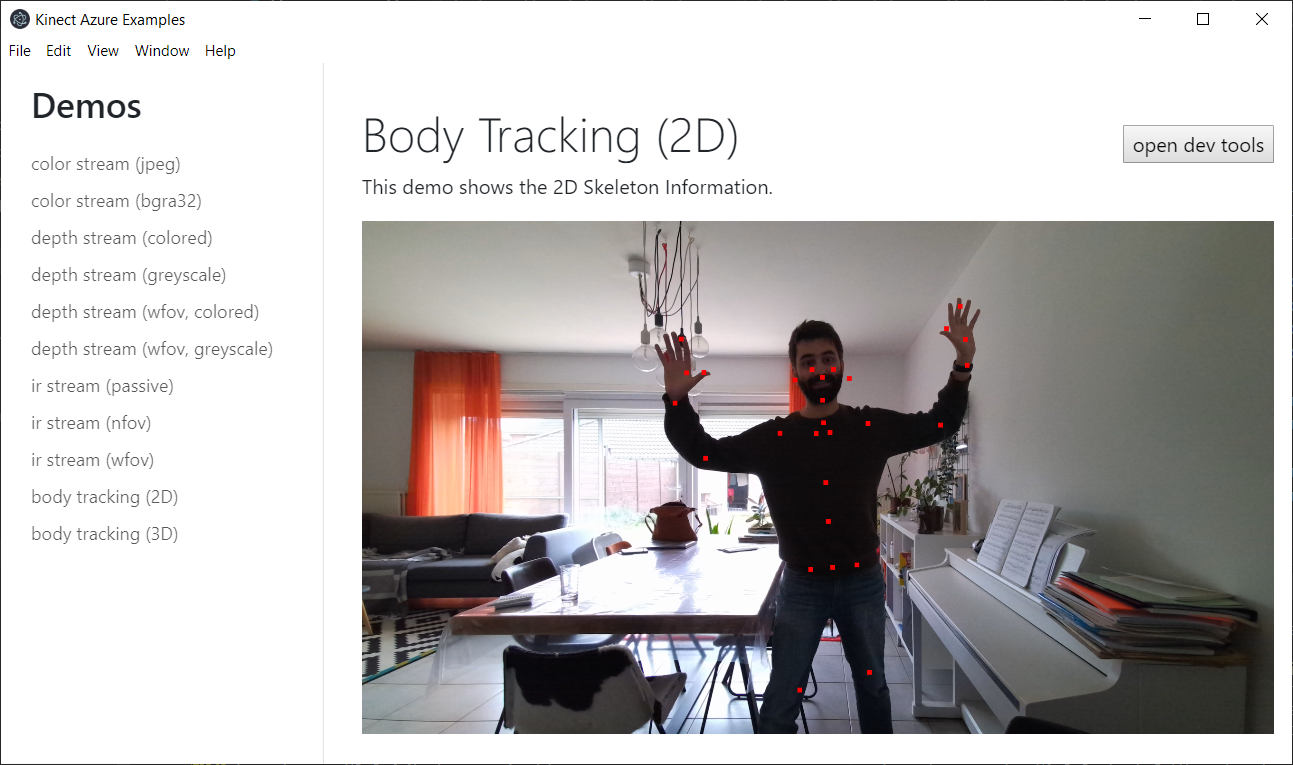 Kinect Azure Examples
File Edit View Window Help
Demos
color stream (jpeg)
color stream (bgra32)
depth stream (colored)
depth stream (greyscale)
depth stream (wfov, colored)
depth stream (wfov, greyscale)
ir stream (passive)
ir stream (nfov)
ir stream (wfov)
body tracking (2D)
body tracking (3D)
Body Tracking (2D)
open dev tools
This demo shows the 2D Skeleton Information.